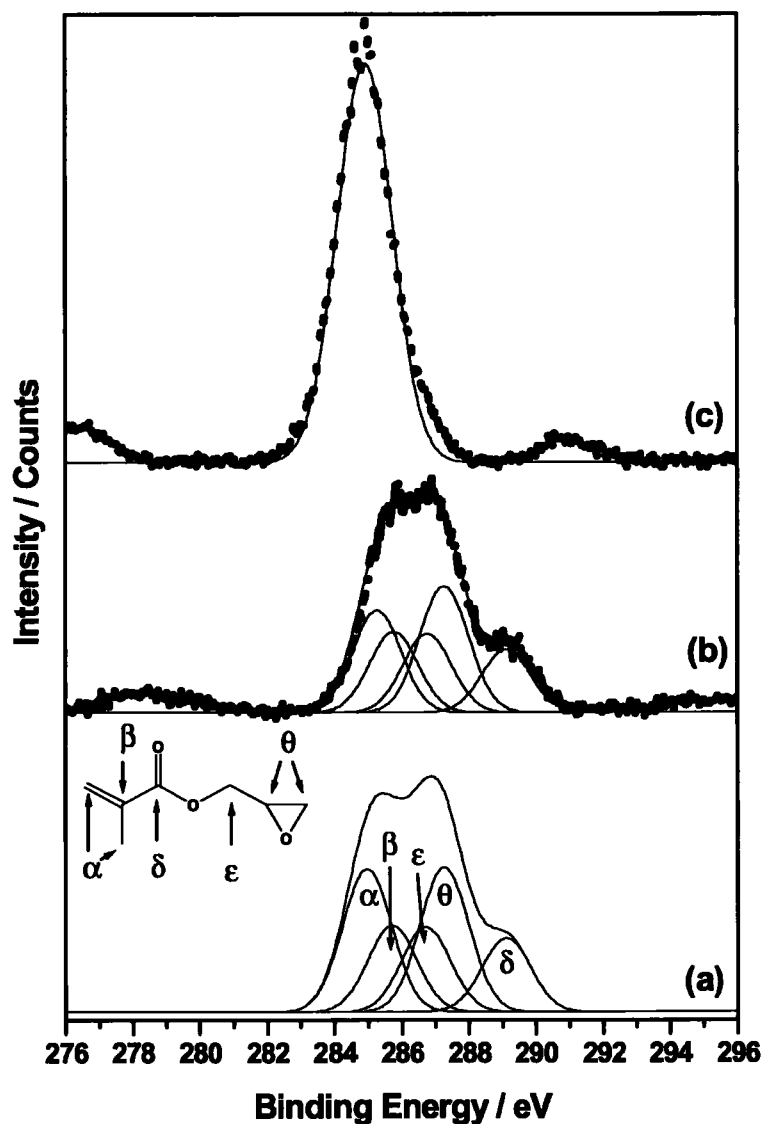 (c)
Intensity / Counts
(b)
β
O
θ
O
O
α
δ
ε
β
ε
α
θ
δ
(a)
276 278 280 282 284 286 288 290 292 294 296
Binding Energy / eV